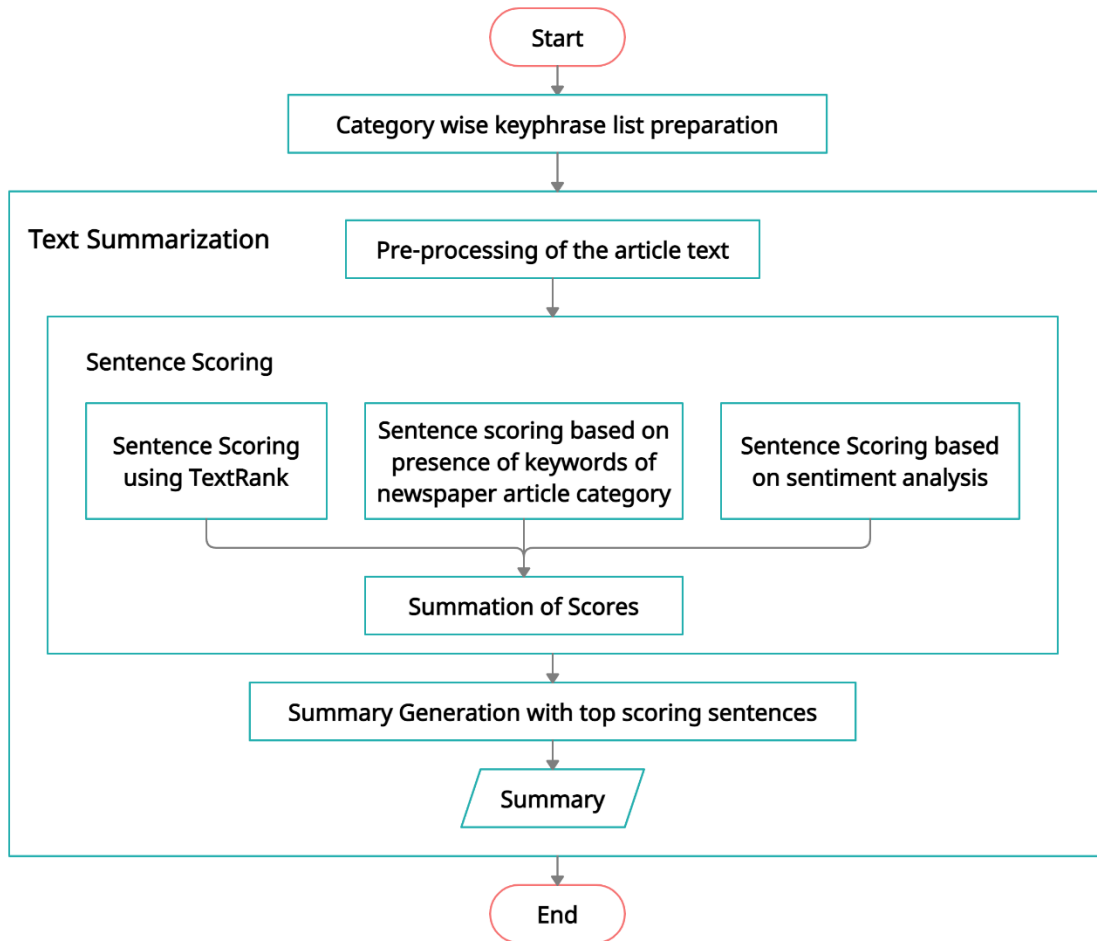 Start
Category wise keyphrase list preparation
Text Summarization
Pre-processing of the article text
Sentence Scoring
Sentence Scoring
using TextRank
Sentence scoring based on
presence of keywords of
newspaper article category
Sentence Scoring based
on sentiment analysis
Summation of Scores
Summary Generation with top scoring sentences
Summary
End